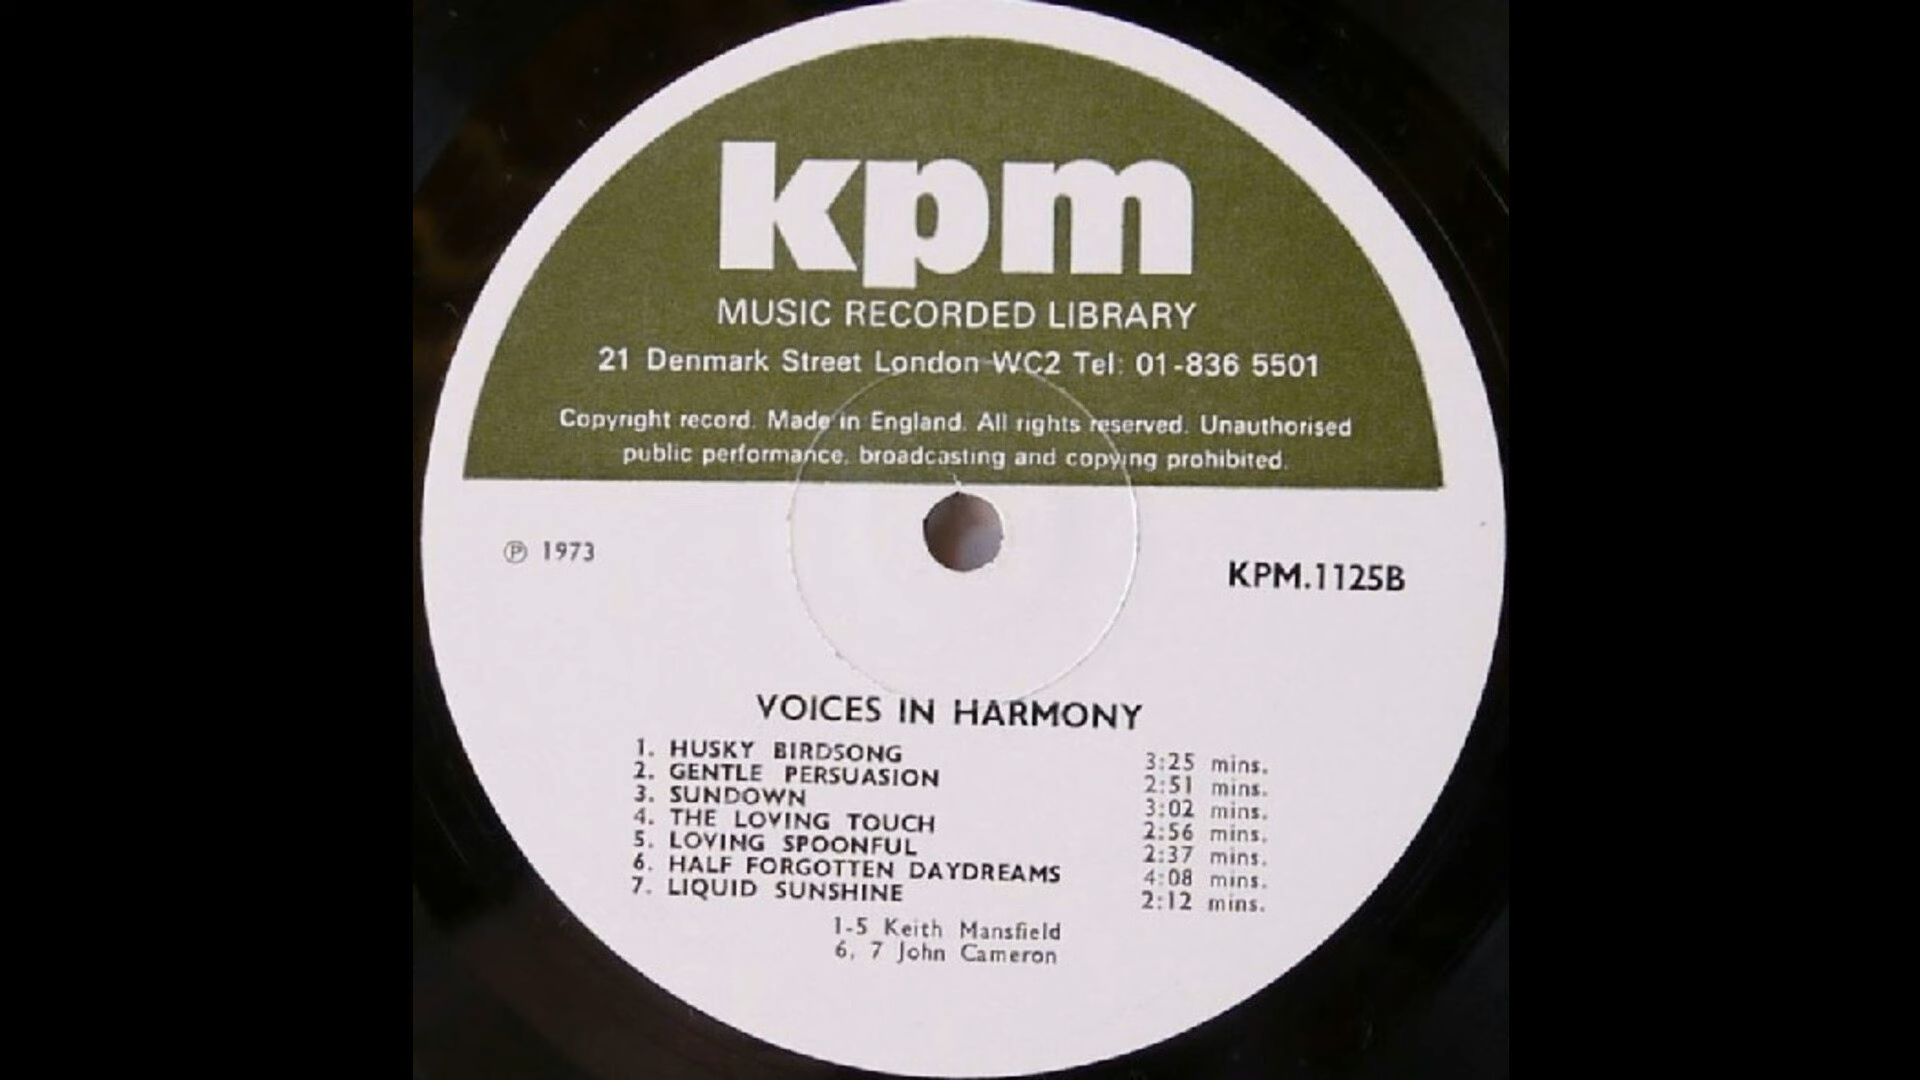 kpm
MUSIC RECORDED LIBRARY
21 Denmark Street London WC2 Tel: 01-836 5501
Copyright record. Made in England. All rights reserved. Unauthorised
public performance, broadcasting and copying prohibited.
℗ 1973
KPM.1125B
VOICES IN HARMONY
1. HUSKY BIRDSONG 3:25 mins.
2. GENTLE PERSUASION 2:51 mins.
3. SUNDOWN 3:02 mins.
4. THE LOVING TOUCH 2:56 mins.
5. LOVING SPOONFUL 2:37 mins.
6. HALF FORGOTTEN DAYDREAMS 4:08 mins.
7. LIQUID SUNSHINE 2:12 mins.
1-5 Keith Mansfield
6, 7 John Cameron